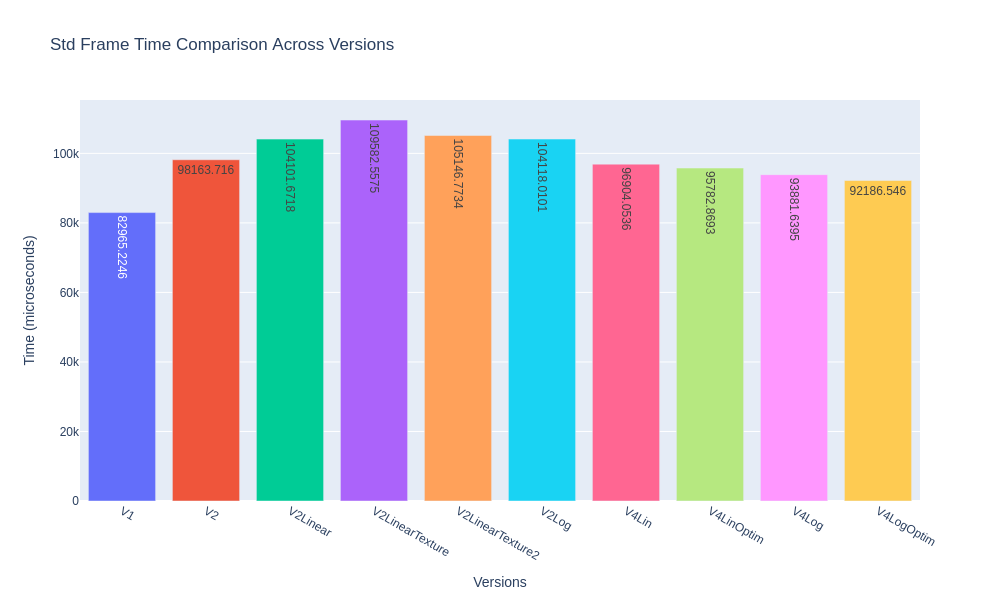 Std Frame Time Comparison Across Versions
Time (microseconds)
100k
80k
60k
40k
20k
0
82965.2246
98163.716
104101.6718
109582.5575
105146.7734
104118.0101
96904.0536
95782.8693
93881.6395
92186.546
V1
V2
V2Linear
V2LinearTexture
V2LinearTexture2
V2Log
V4Lin
V4LinOptim
V4Log
V4LogOptim
Versions